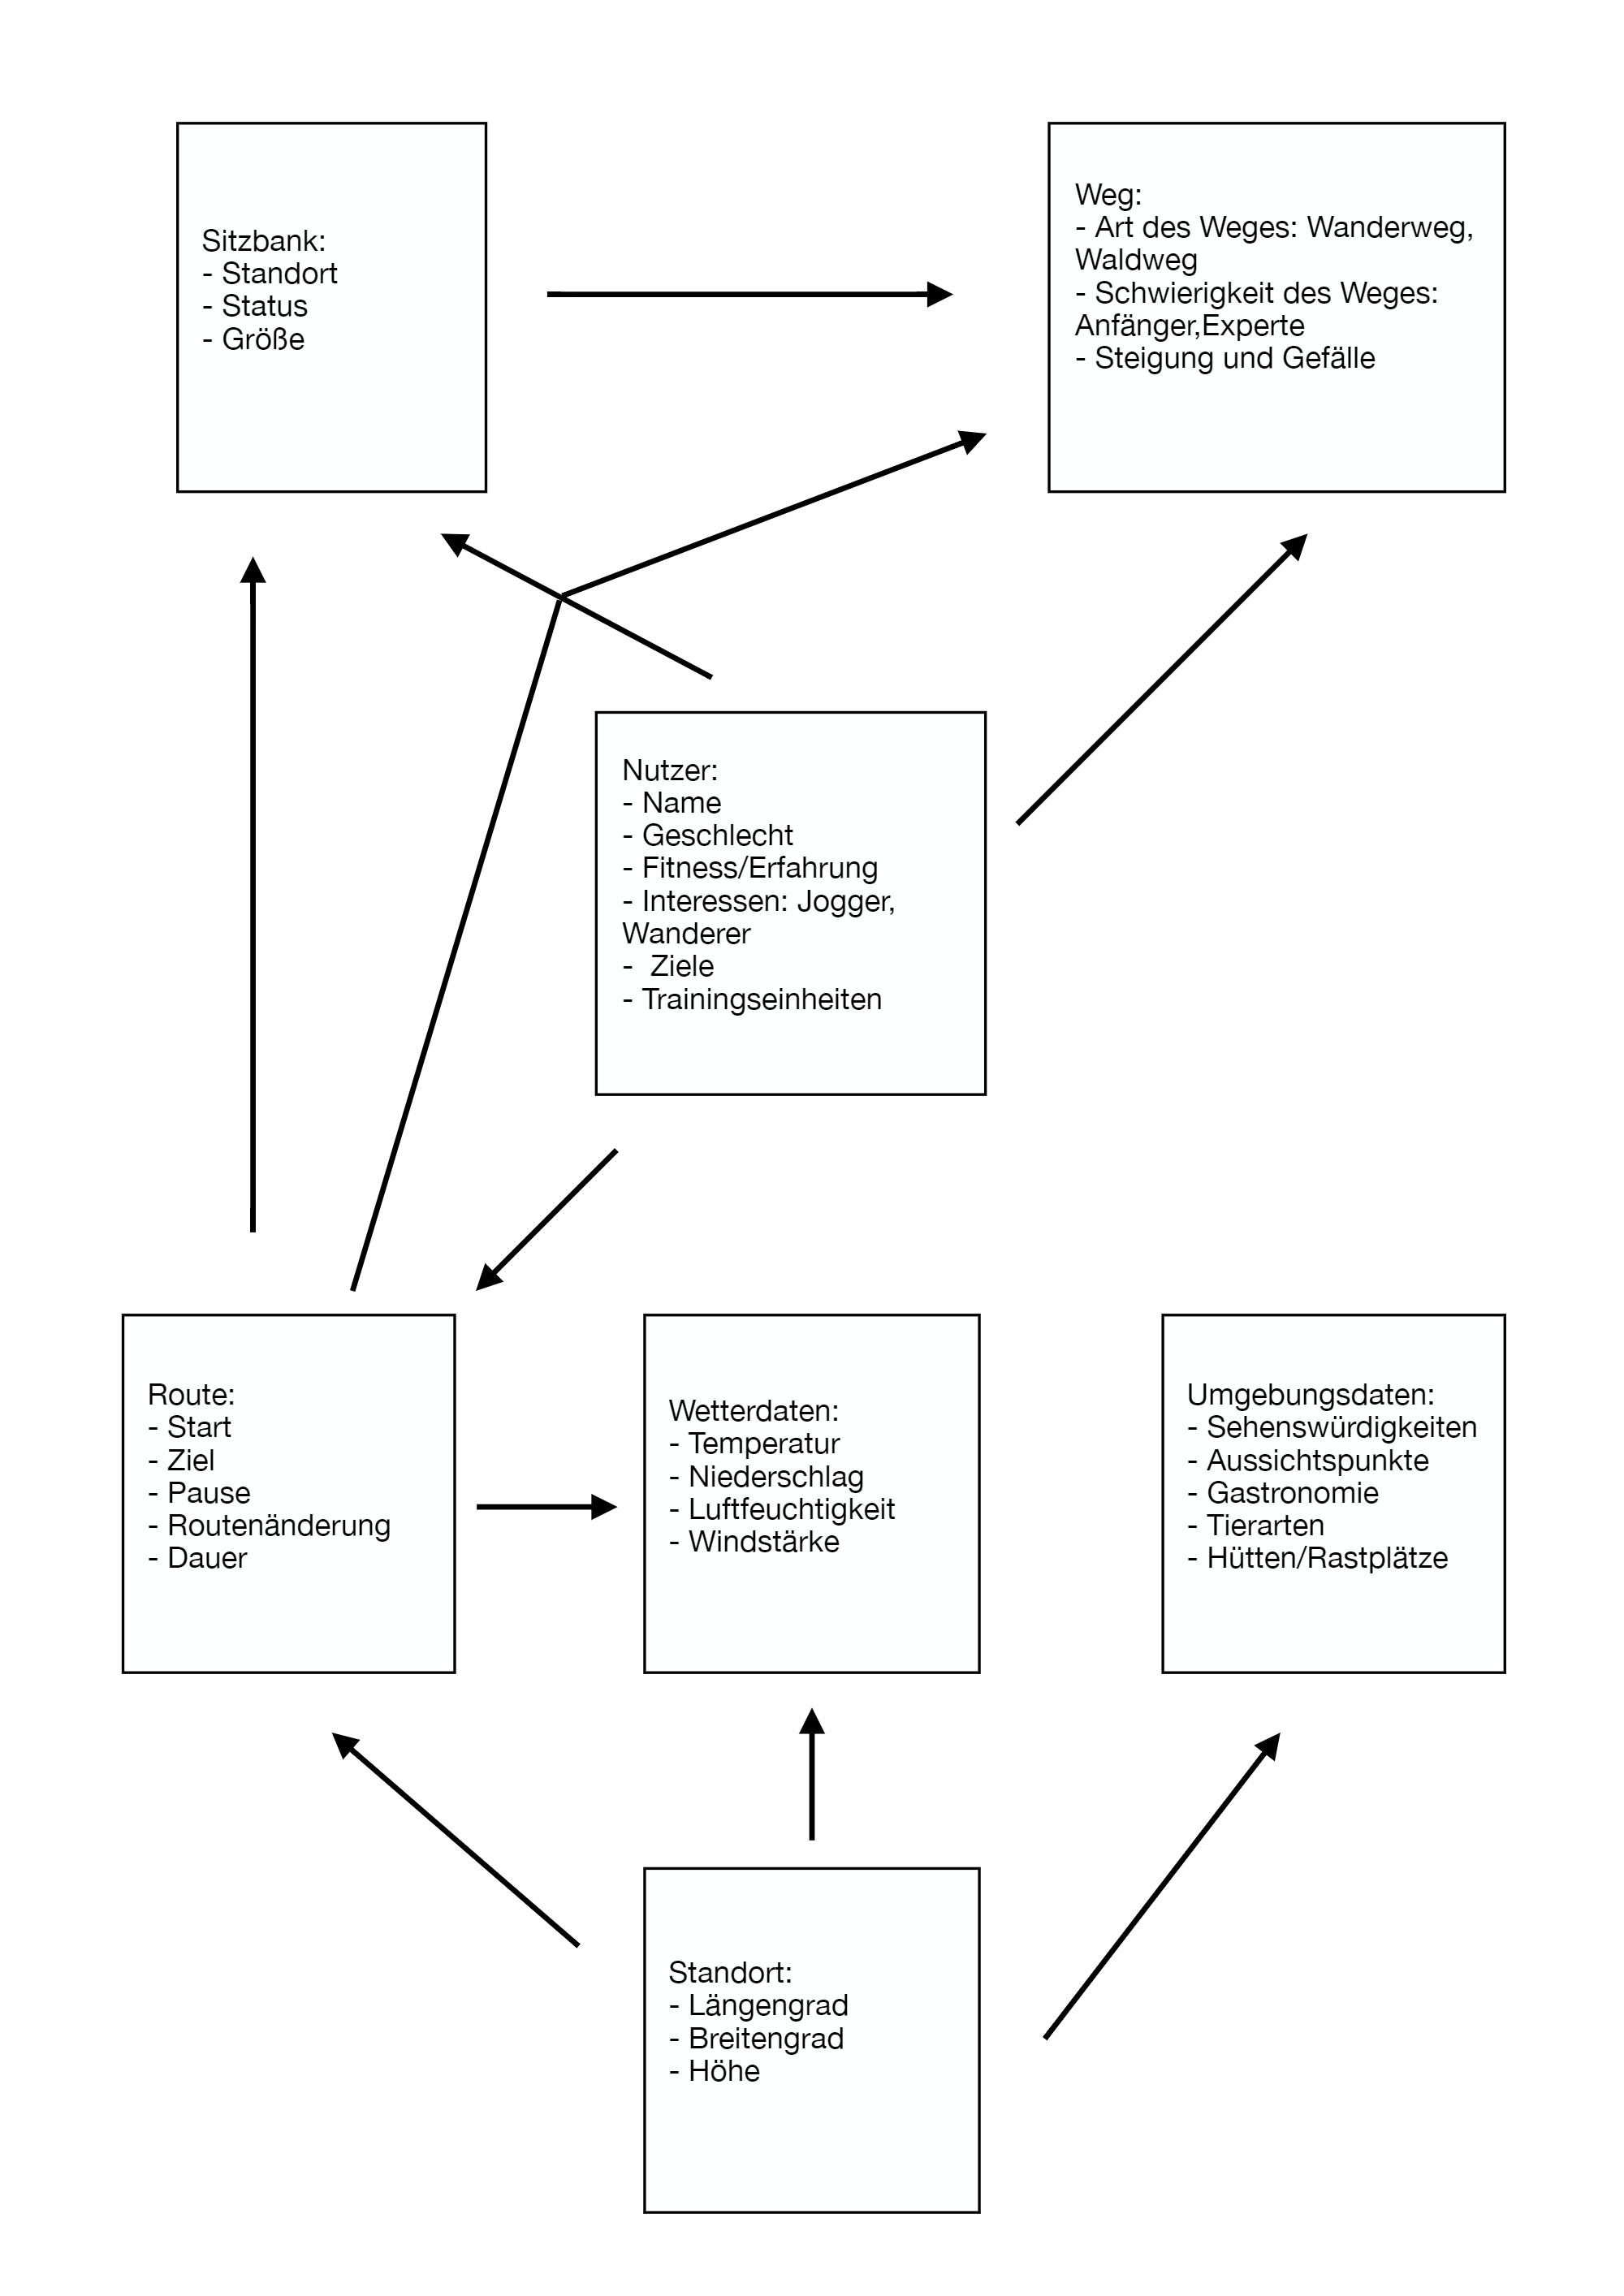 Sitzbank:
- Standort
- Status
- Größe
Weg:
- Art des Weges: Wanderweg,
Waldweg
- Schwierigkeit des Weges:
Anfänger,Experte
- Steigung und Gefälle
Nutzer:
- Name
- Geschlecht
- Fitness/Erfahrung
- Interessen: Jogger,
Wanderer
-  Ziele
- Trainingseinheiten
Route:
- Start
- Ziel
- Pause
- Routenänderung
- Dauer
Wetterdaten:
- Temperatur
- Niederschlag
- Luftfeuchtigkeit
- Windstärke
Umgebungsdaten:
- Sehenswürdigkeiten
- Aussichtspunkte
- Gastronomie
- Tierarten
- Hütten/Rastplätze
Standort:
- Längengrad
- Breitengrad
- Höhe